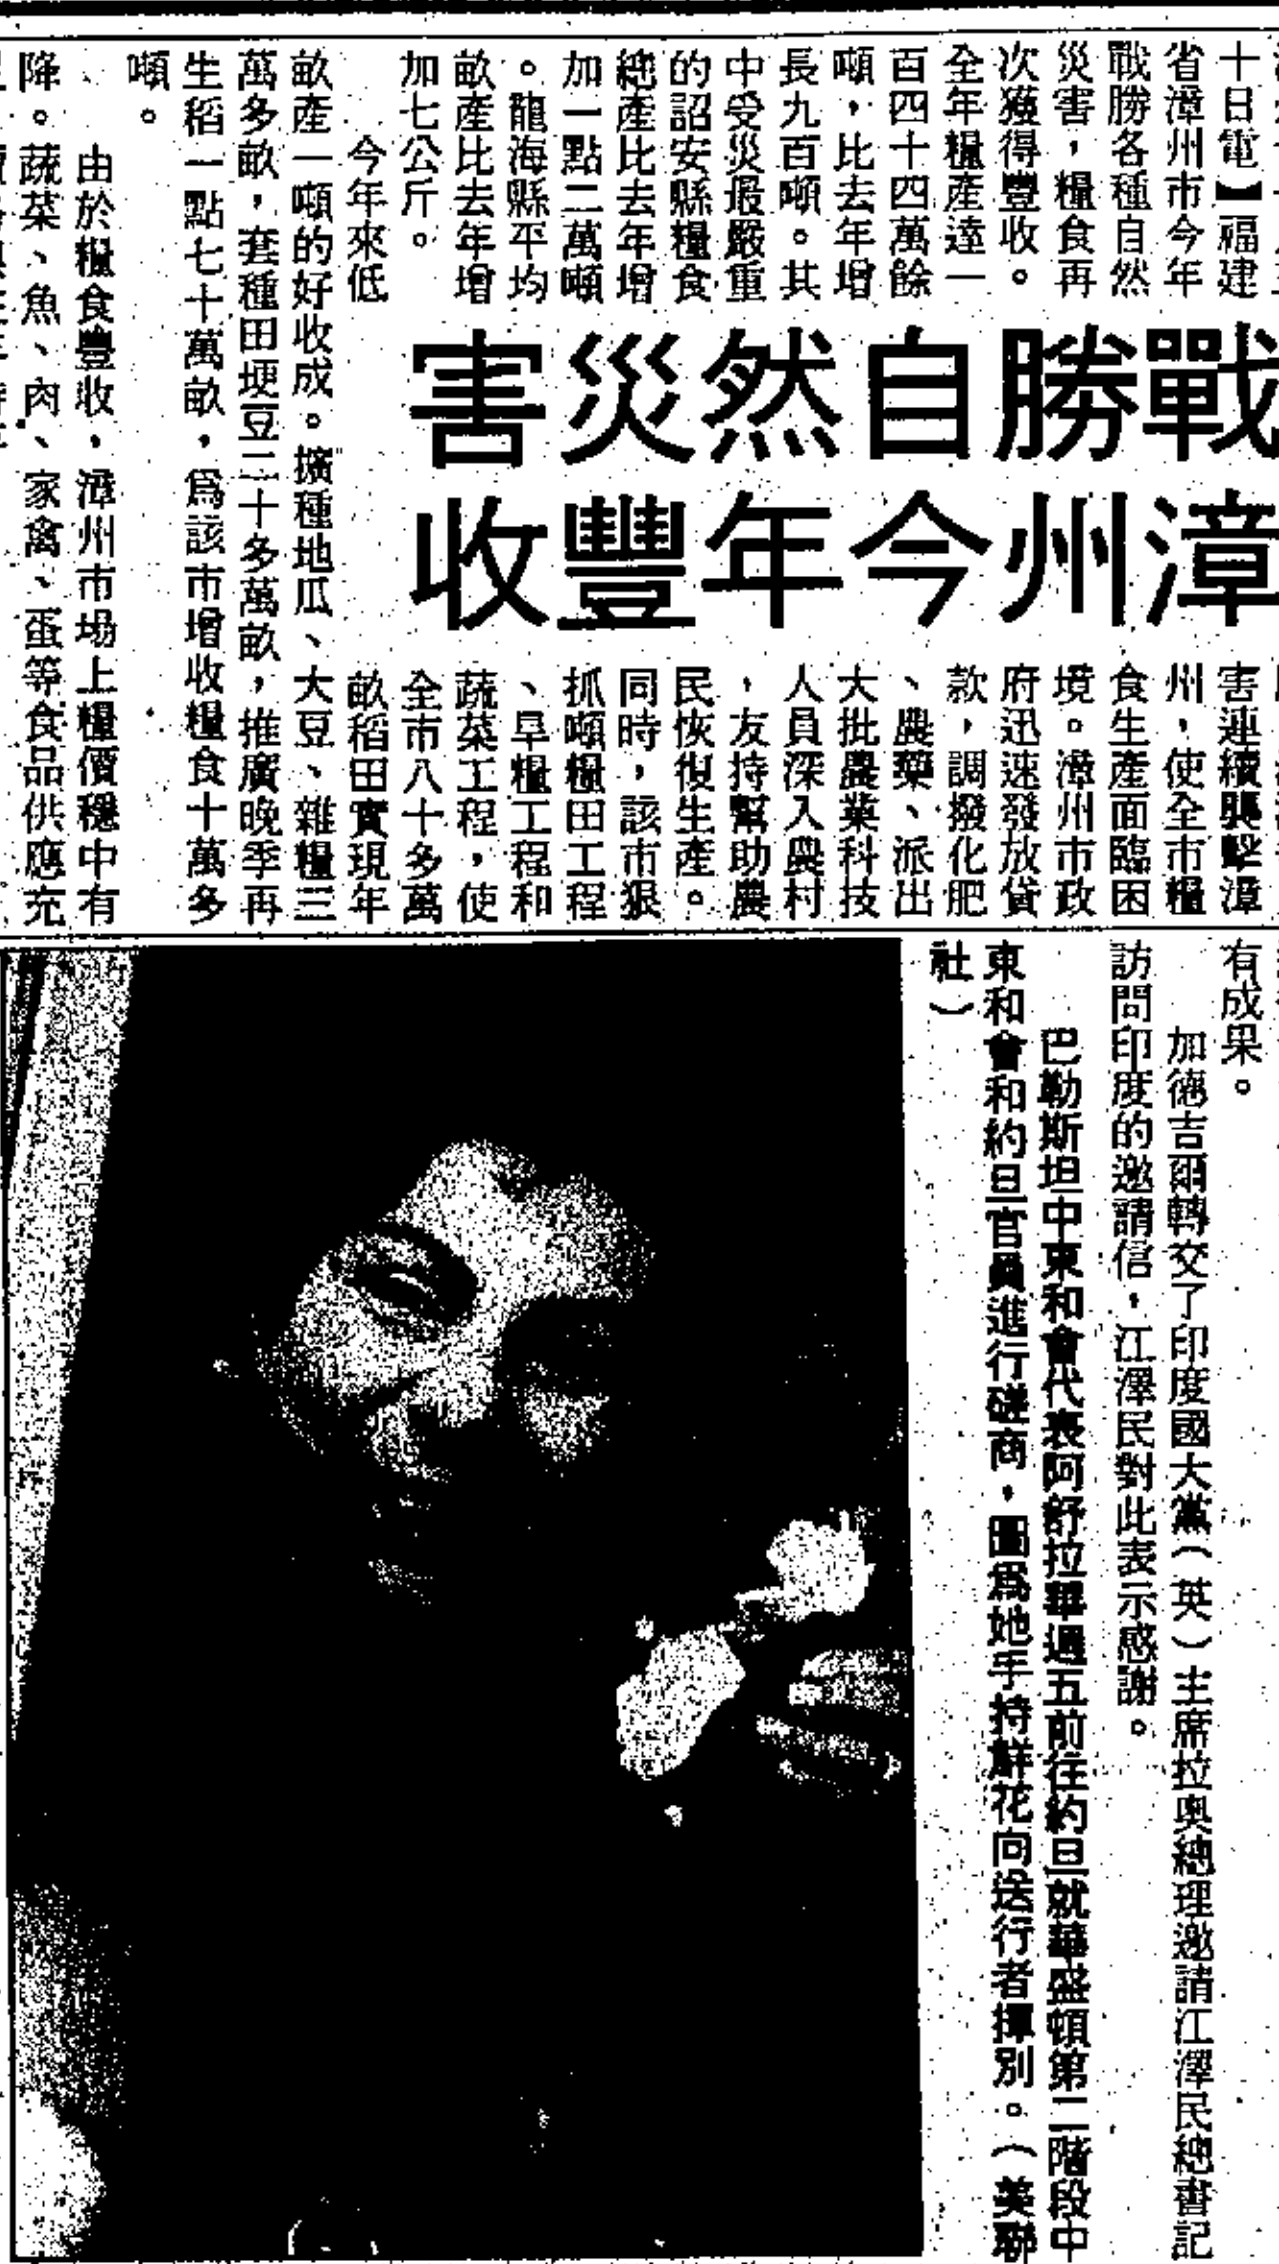 戰勝自然災害
漳州今年豐收
十日電】福建
省漳州市今年
戰勝各種自然
災害，糧食再
次獲得豐收。
全年糧產達一
百四十四萬餘
噸，比去年增
長九百噸。其
中受災最嚴重
的詔安縣糧食
總產比去年增
加一點二萬噸
。龍海縣平均
畝產比去年增
加七公斤。
今年來低
害連續襲擊漳
州，使全市糧
食生產面臨困
境。漳州市政
府迅速發放貸
款，調撥化肥
、農藥、派出
大批農業科技
人員深入農村
，友持幫助農
民恢復生產。
同時，該市狠
抓噸糧田工程
、旱糧工程和
蔬菜工程，使
全市八十多萬
畝稻田實現年
畝產一噸的好收成。擴種地瓜、大豆、雜糧三
萬多畝，套種田埂豆二十多萬畝，推廣晚季再
生稻一點七十萬畝，為該市增收糧食十萬多
噸。
由於糧食豐收，漳州市場上糧價穩中有
降。蔬菜、魚、肉、家禽、蛋等食品供應充
有成果。
加德吉爾轉交了印度國大黨（英）主席拉奧總理邀請江澤民總書記
訪問印度的邀請信，江澤民對此表示感謝。
巴勒斯坦中東和會代表阿舒拉華週五前往約旦就華盛頓第二階段中
東和會和約旦官員進行磋商，圖爲她手持鮮花向送行者揮別。（美聯
社）